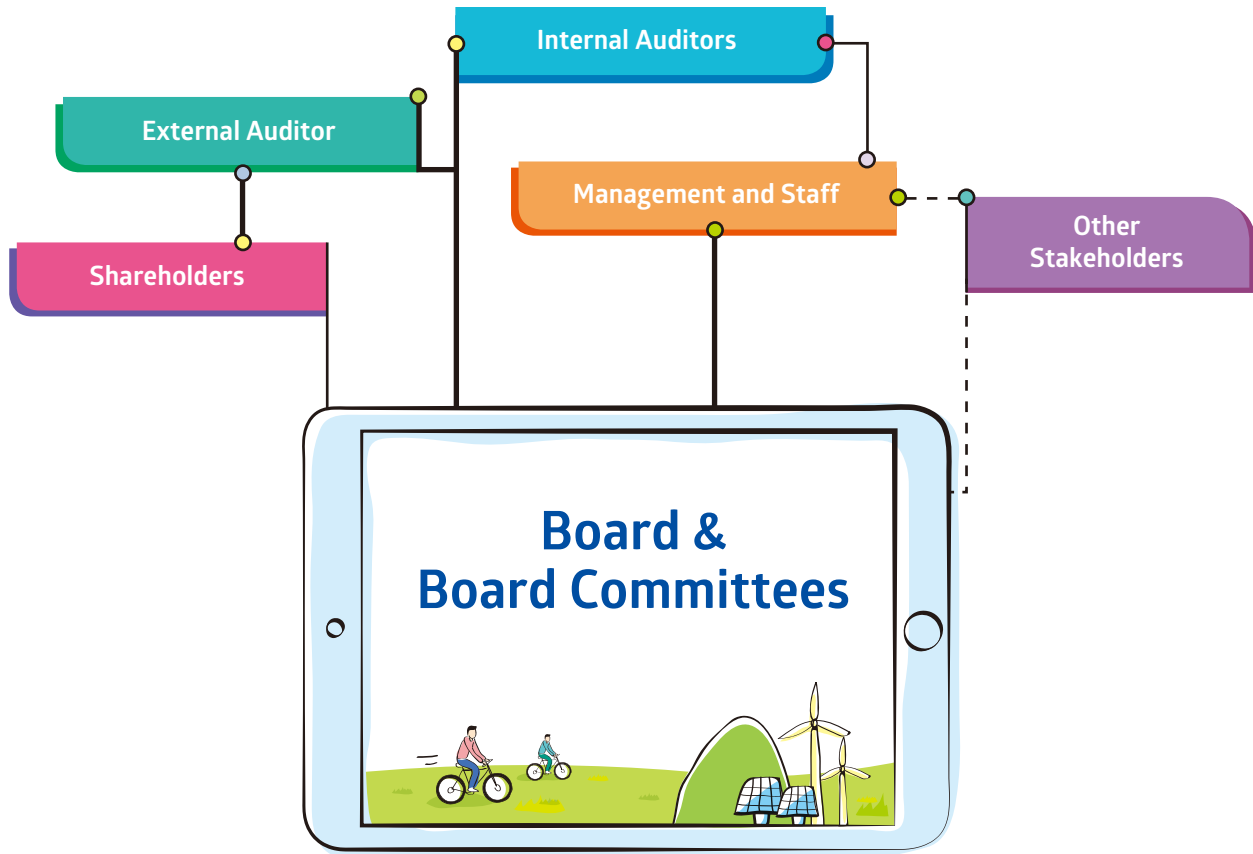 Internal Auditors
External Auditor
Management and Staff
Other
Stakeholders
Shareholders
Board &
Board Committees